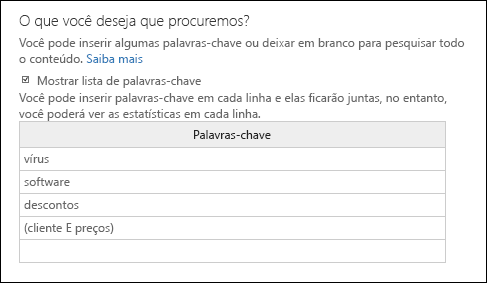 O que você deseja que procuremos?
Você pode inserir algumas palavras-chave ou deixar em branco para pesquisar todo
o conteúdo. Saiba mais
Mostrar lista de palavras-chave
Você pode inserir palavras-chave em cada linha e elas ficarão juntas, no entanto,
você poderá ver as estatísticas em cada linha.
Palavras-chave
vírus
software
descontos
(cliente E preços)